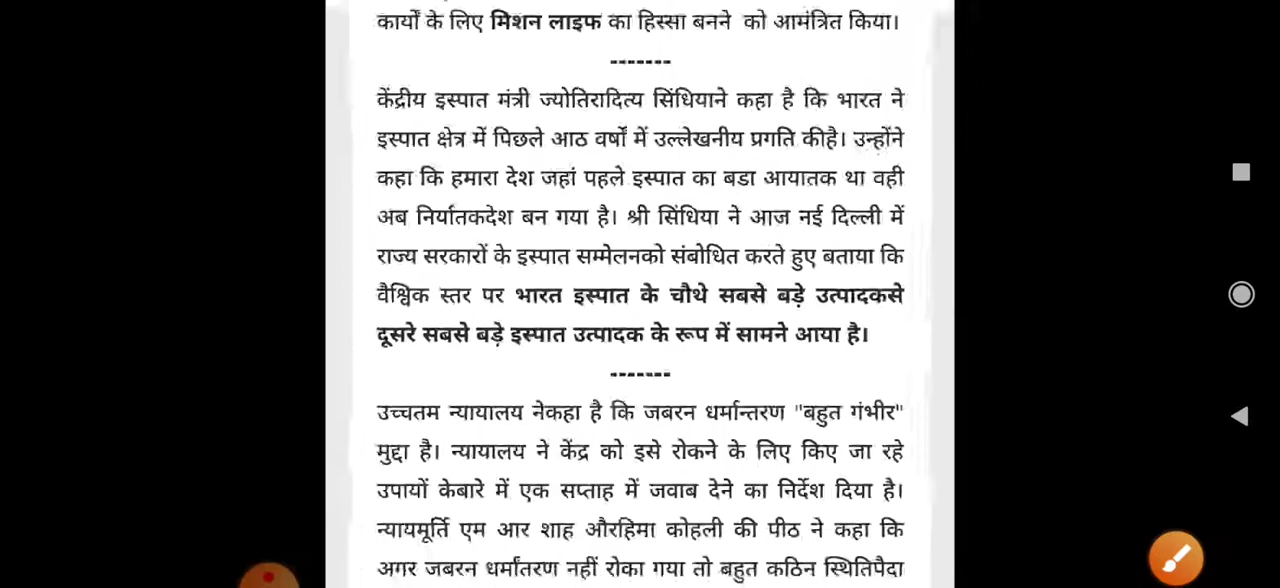 कार्यों के लिए मिशन लाइफ का हिस्सा बनने को आमंत्रित किया।
-------
केंद्रीय इस्पात मंत्री ज्योतिरादित्य सिंधियाने कहा है कि भारत ने
इस्पात क्षेत्र में पिछले आठ वर्षों में उल्लेखनीय प्रगति कीहै। उन्होंने
कहा कि हमारा देश जहां पहले इस्पात का बडा आयातक था वही
अब निर्यातकदेश बन गया है। श्री सिंधिया ने आज नई दिल्ली में
राज्य सरकारों के इस्पात सम्मेलनको संबोधित करते हुए बताया कि
वैश्विक स्तर पर भारत इस्पात के चौथे सबसे बड़े उत्पादकसे
दूसरे सबसे बड़े इस्पात उत्पादक के रूप में सामने आया है।
-------
उच्चतम न्यायालय नेकहा है कि जबरन धर्मान्तरण "बहुत गंभीर"
मुद्दा है। न्यायालय ने केंद्र को इसे रोकने के लिए किए जा रहे
उपायों केबारे में एक सप्ताह में जवाब देने का निर्देश दिया है।
न्यायमूर्ति एम आर शाह औरहिमा कोहली की पीठ ने कहा कि
अगर जबरन धर्मांतरण नहीं रोका गया तो बहुत कठिन स्थितिपैदा